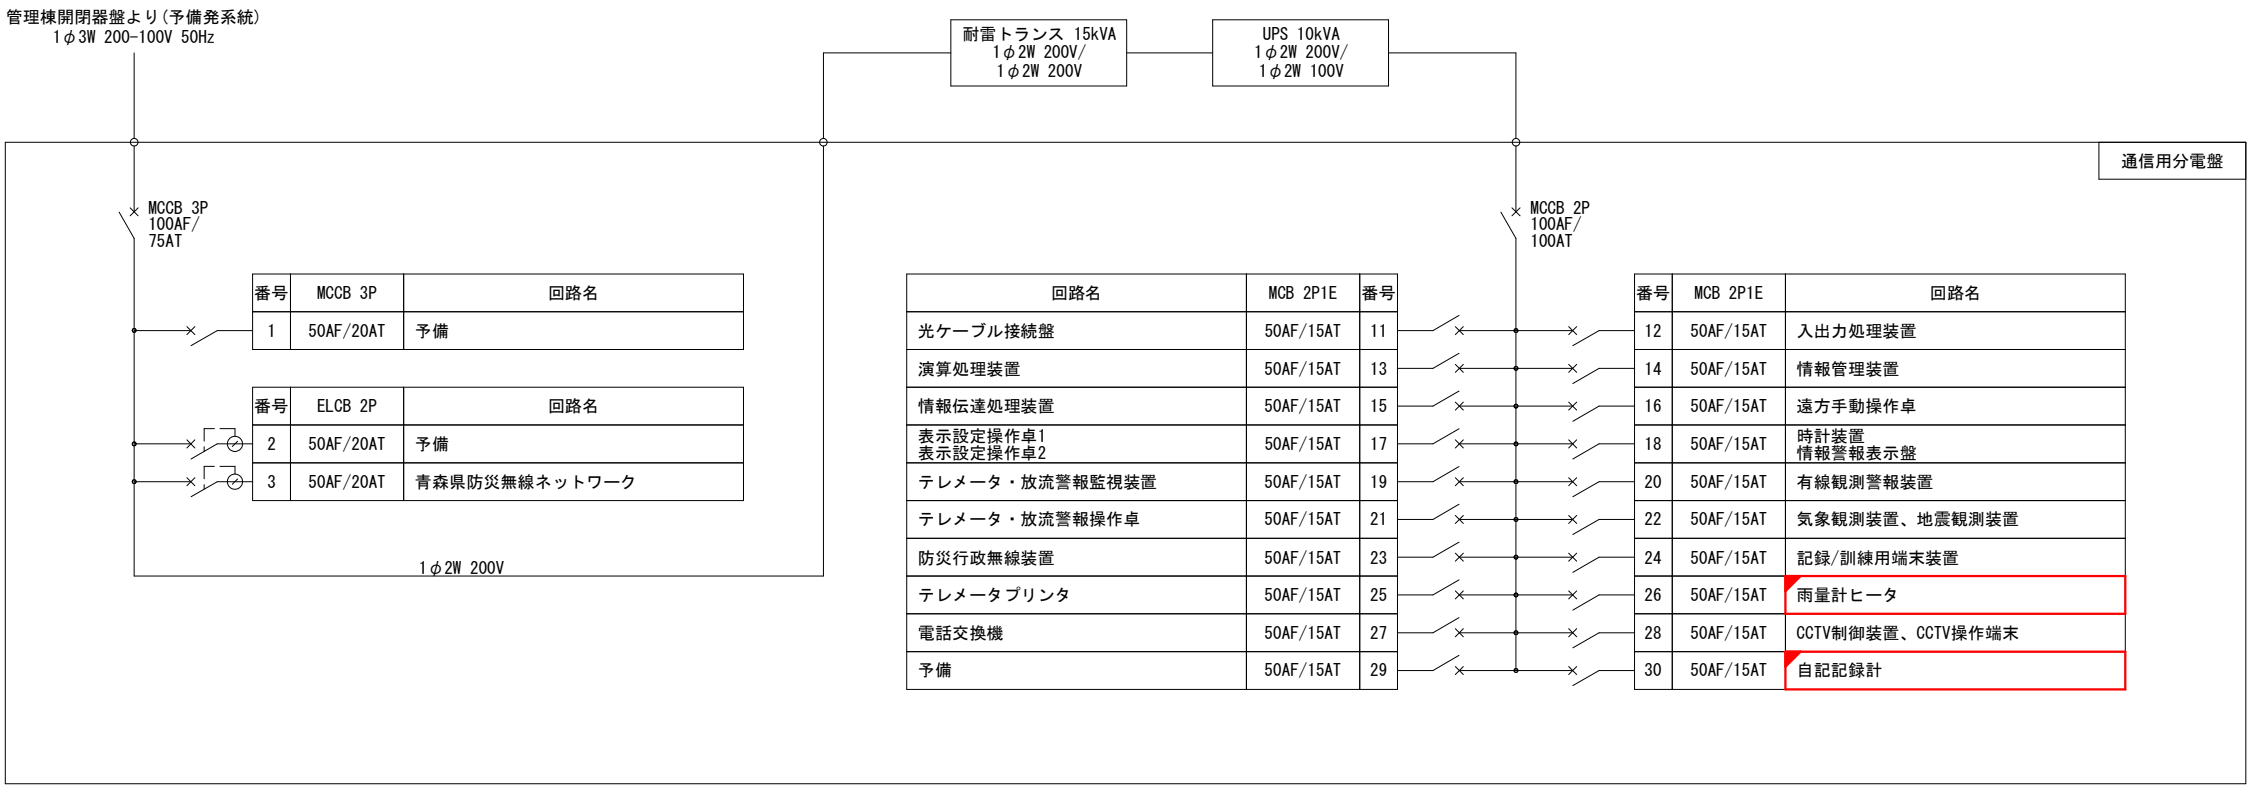 管理棟開閉器盤より(予備発系統)
1φ3W 200-100V 50Hz
耐雷トランス 15kVA
1φ2W 200V/
1φ2W 200V
UPS 10kVA
1φ2W 200V/
1φ2W 100V
通信用分電盤
MCCB 3P
100AF/
75AT
MCCB 2P
100AF/
100AT
番号 MCCB 3P 回路名
1 50AF/20AT 予備
番号 ELCB 2P 回路名
2 50AF/20AT 予備
3 50AF/20AT 青森県防災無線ネットワーク
1φ2W 200V
回路名 MCB 2P1E 番号
光ケーブル接続盤 50AF/15AT 11
演算処理装置 50AF/15AT 13
情報伝達処理装置 50AF/15AT 15
表示設定操作卓1
表示設定操作卓2
50AF/15AT 17
テレメータ・放流警報監視装置 50AF/15AT 19
テレメータ・放流警報操作卓 50AF/15AT 21
防災行政無線装置 50AF/15AT 23
テレメータプリンタ 50AF/15AT 25
電話交換機 50AF/15AT 27
予備 50AF/15AT 29
番号 MCB 2P1E 回路名
12 50AF/15AT 入出力処理装置
14 50AF/15AT 情報管理装置
16 50AF/15AT 遠方手動操作卓
18 50AF/15AT 時計装置
情報警報表示盤
20 50AF/15AT 有線観測警報装置
22 50AF/15AT 気象観測装置、地震観測装置
24 50AF/15AT 記録/訓練用端末装置
26 50AF/15AT 雨量計ヒータ
28 50AF/15AT CCTV制御装置、CCTV操作端末
30 50AF/15AT 自記記録計